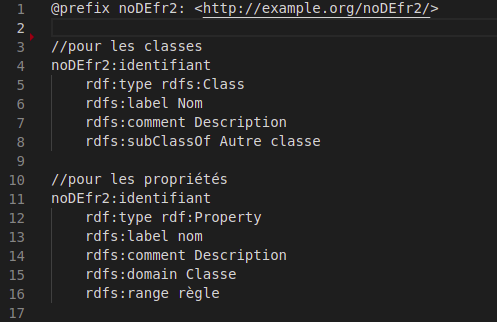 1 @prefix noDEfr2: <http://example.org/noDEfr2/>
2
3 //pour les classes
4 noDEfr2:identifiant
5 rdf:type rdfs:Class
6 rdfs:label Nom
7 rdfs:comment Description
8 rdfs:subClassOf Autre classe
9
10 //pour les propriétés
11 noDEfr2:identifiant
12 rdf:type rdf:Property
13 rdfs:label nom
14 rdfs:comment Description
15 rdfs:domain Classe
16 rdfs:range règle
17